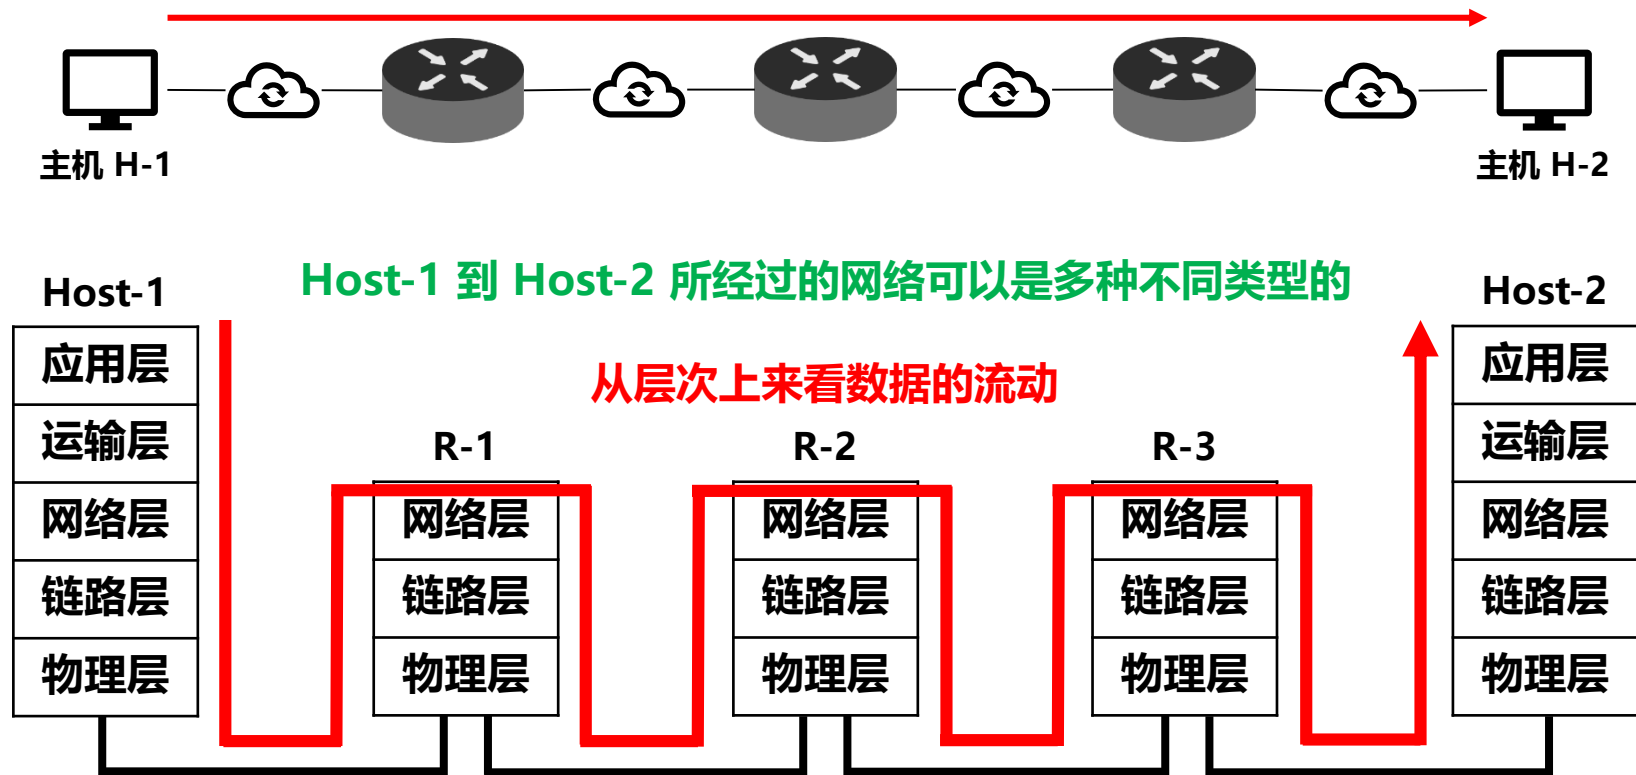 主机 H-1
主机 H-2
Host-1 到 Host-2 所经过的网络可以是多种不同类型的
从层次上来看数据的流动
Host-1
应用层
运输层
网络层
链路层
物理层
R-1
网络层
链路层
物理层
R-2
网络层
链路层
物理层
R-3
网络层
链路层
物理层
Host-2
应用层
运输层
网络层
链路层
物理层